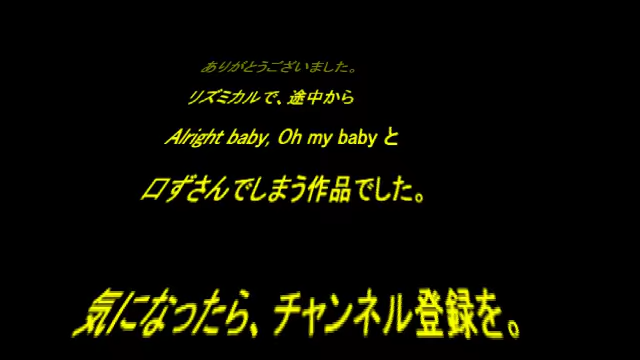 ありがとうございました。
リズミカルで、途中から
Alright baby, Oh my baby と
口ずさんでしまう作品でした。
気になったら、チャンネル登録を。